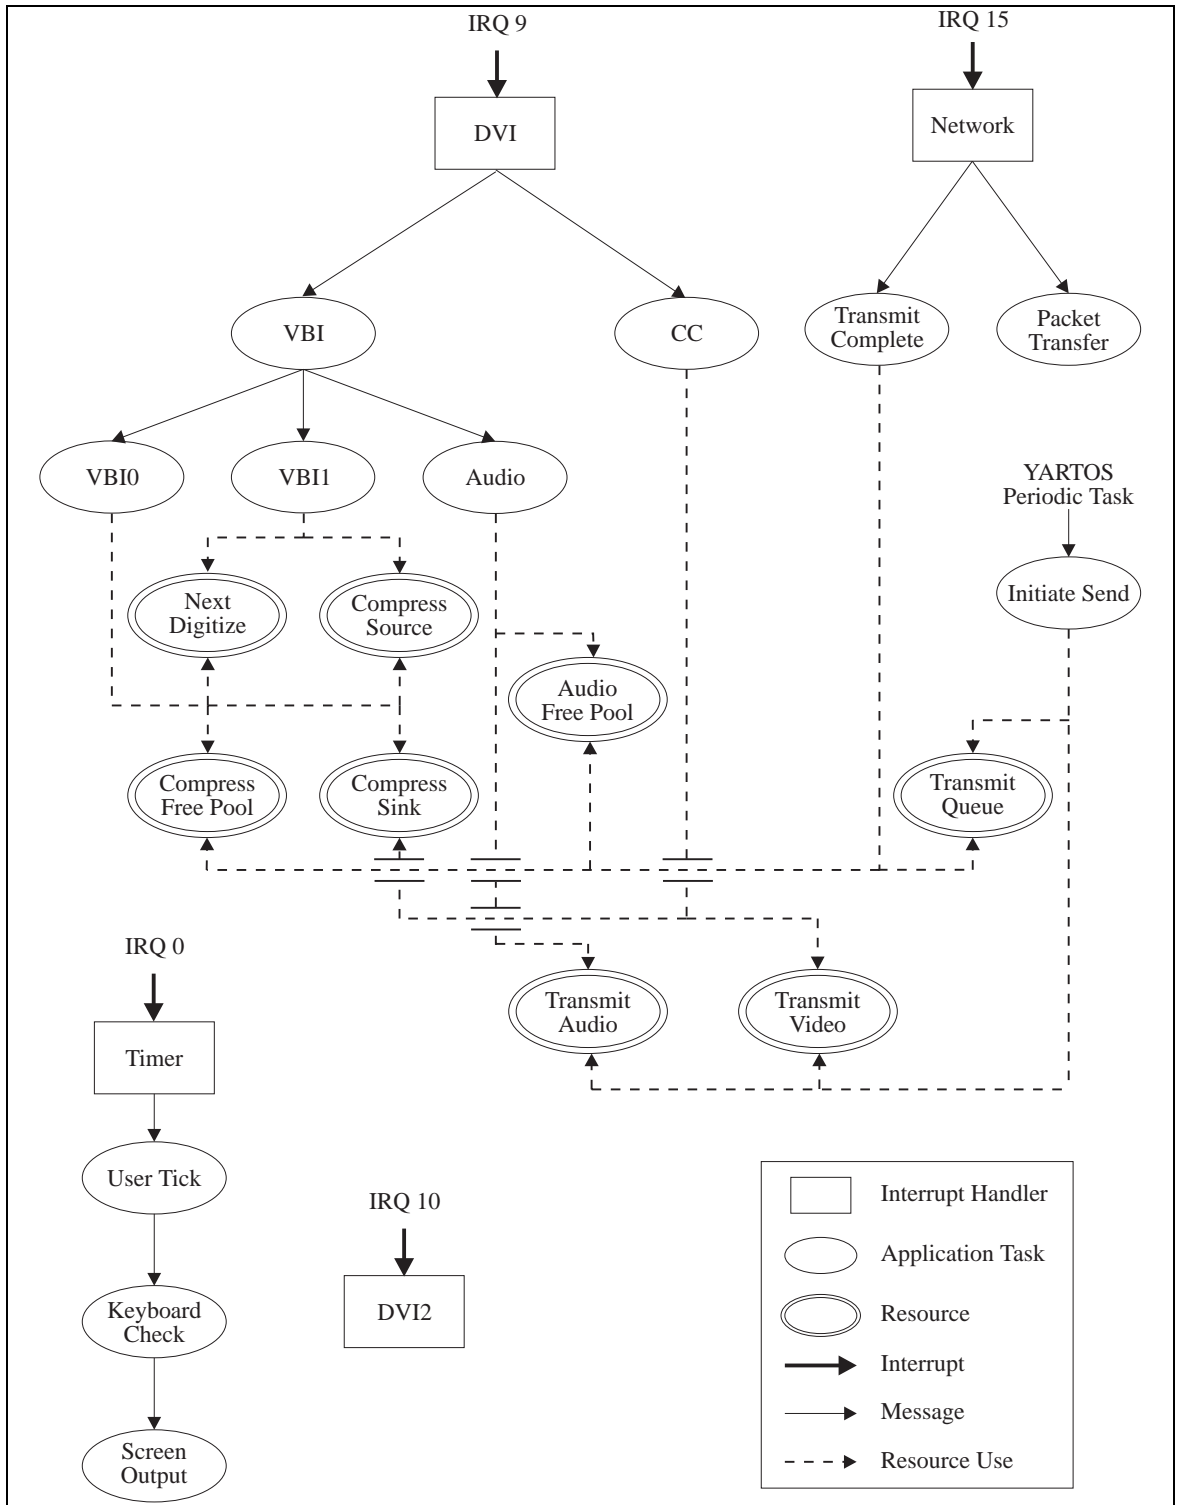 IRQ 9
IRQ 15
DVI
Network
VBI
CC
Transmit
Complete
Packet
Transfer
VBI0
VBI1
Audio
YARTOS
Periodic Task
Next
Digitize
Compress
Source
Initiate Send
Audio
Free Pool
Compress
Free Pool
Compress
Sink
Transmit
Queue
IRQ 0
Transmit
Audio
Transmit
Video
Timer
User Tick
IRQ 10
Keyboard
Check
DVI2
Screen
Output
Interrupt Handler
Application Task
Resource
Interrupt
Message
Resource Use